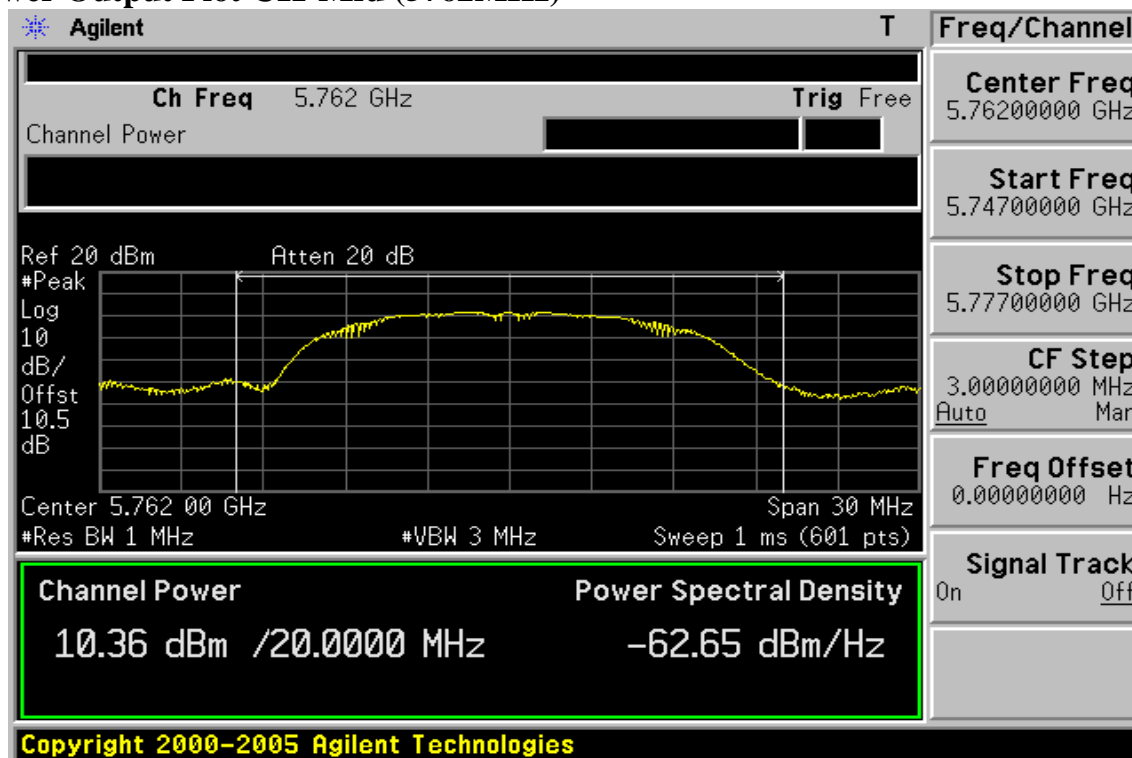 Output Plot CH Mid (5762MHz)
Agilent T Freq/Channel
Ch Freq 5.762 GHz Trig Free
Channel Power
Center Freq
5.76200000 GHz
Start Freq
5.74700000 GHz
Ref 20 dBm Atten 20 dB
#Peak
Log
10
dB/
Offst
10.5
dB
Stop Freq
5.77700000 GHz
CF Step
3.00000000 MHz
Auto Man
Freq Offset
0.00000000 Hz
Center 5.762 00 GHz Span 30 MHz
#Res BW 1 MHz #VBW 3 MHz Sweep 1 ms (601 pts)
Signal Track
On Off
Channel Power Power Spectral Density
10.36 dBm /20.0000 MHz -62.65 dBm/Hz
Copyright 2000-2005 Agilent Technologies